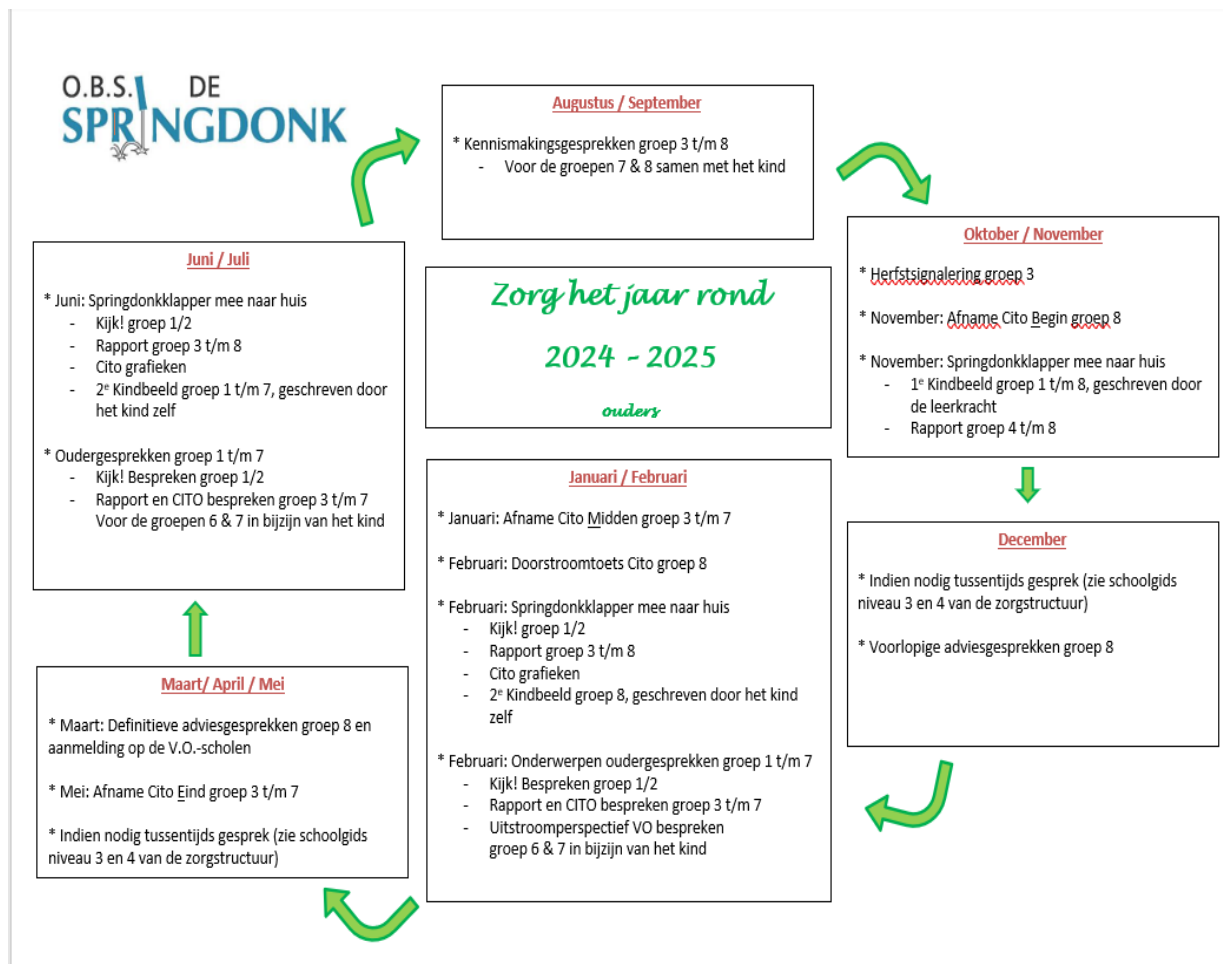 O.B.S. DE
SPRINGDONK
Augustus / September
* Kennismakingsgesprekken groep 3 t/m 8
- Voor de groepen 7 & 8 samen met het kind
Oktober / November
* Herfstsignalering groep 3
* November: Afname Cito Begin groep 8
* November: Springdonkklapper mee naar huis
- 1e Kindbeeld groep 1 t/m 8, geschreven door
de leerkracht
- Rapport groep 4 t/m 8
December
* Indien nodig tussentijds gesprek (zie schoolgids
niveau 3 en 4 van de zorgstructuur)
* Voorlopige adviesgesprekken groep 8
Zorg het jaar rond
2024 - 2025
ouders
Januari / Februari
* Januari: Afname Cito Midden groep 3 t/m 7
* Februari: Doorstroomtoets Cito groep 8
* Februari: Springdonkklapper mee naar huis
- Kijk! groep 1/2
- Rapport groep 3 t/m 8
- Cito grafieken
- 2e Kindbeeld groep 8, geschreven door het kind
zelf
* Februari: Onderwerpen oudergesprekken groep 1 t/m 7
- Kijk! Bespreken groep 1/2
- Rapport en CITO bespreken groep 3 t/m 7
- Uitstroomperspectief VO bespreken
groep 6 & 7 in bijzijn van het kind
Maart/ April / Mei
* Maart: Definitieve adviesgesprekken groep 8 en
aanmelding op de V.O.-scholen
* Mei: Afname Cito Eind groep 3 t/m 7
* Indien nodig tussentijds gesprek (zie schoolgids
niveau 3 en 4 van de zorgstructuur)
Juni / Juli
* Juni: Springdonkklapper mee naar huis
- Kijk! groep 1/2
- Rapport groep 3 t/m 8
- Cito grafieken
- 2e Kindbeeld groep 1 t/m 7, geschreven door
het kind zelf
* Oudergesprekken groep 1 t/m 7
- Kijk! Bespreken groep 1/2
- Rapport en CITO bespreken groep 3 t/m 7
Voor de groepen 6 & 7 in bijzijn van het kind